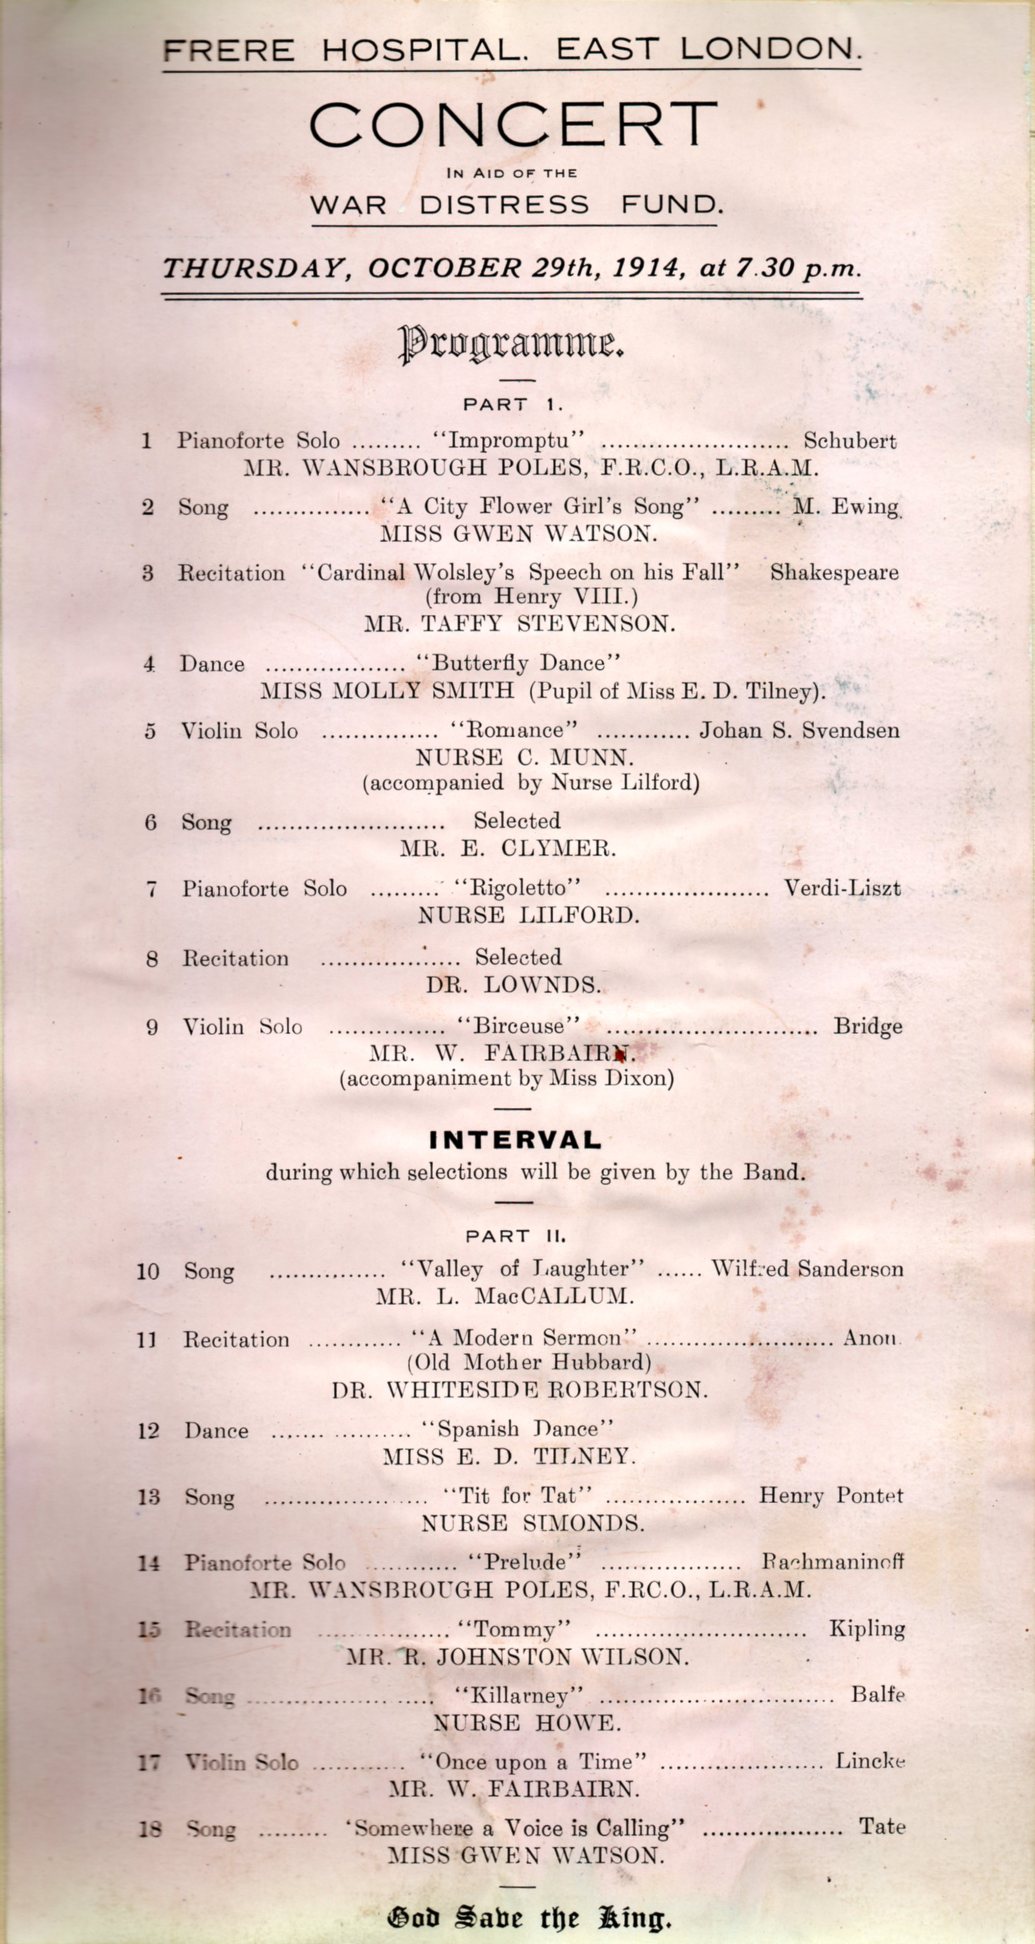 FRERE HOSPITAL. EAST LONDON.
CONCERT
IN AID OF THE
WAR DISTRESS FUND.
THURSDAY, OCTOBER 29th, 1914, at 7.30 p.m.
Programme.
PART 1.
1 Pianoforte Solo ......... "Impromptu" ........................ Schubert
MR. WANSBROUGH POLES, F.R.C.O., L.R.A.M.
2 Song ............... "A City Flower Girl's Song" ......... M. Ewing.
MISS GWEN WATSON.
3 Recitation "Cardinal Wolsley's Speech on his Fall" Shakespeare
(from Henry VIII.)
MR. TAFFY STEVENSON.
4 Dance .................. "Butterfly Dance"
MISS MOLLY SMITH (Pupil of Miss E. D. Tilney).
5 Violin Solo ............... "Romance" ............ Johan S. Svendsen
NURSE C. MUNN.
(accompanied by Nurse Lilford)
6 Song ........................ Selected
MR. E. CLYMER.
7 Pianoforte Solo ......... "Rigoletto" ..................... Verdi-Liszt
NURSE LILFORD.
8 Recitation .................. Selected
DR. LOWNDS.
9 Violin Solo ............... "Birceuse" ........................... Bridge
MR. W. FAIRBAIRN.
(accompaniment by Miss Dixon)
INTERVAL
during which selections will be given by the Band.
PART II.
10 Song ............... "Valley of Laughter" ...... Wilfred Sanderson
MR. L. MacCALLUM.
11 Recitation ............ "A Modern Sermon" ........................ Anon.
(Old Mother Hubbard)
DR. WHITESIDE ROBERTSON.
12 Dance ....... .......... "Spanish Dance"
MISS E. D. TILNEY.
13 Song ..................... "Tit for Tat" .................. Henry Pontet
NURSE SIMONDS.
14 Pianoforte Solo ............ "Prelude" .................. Rachmaninoff
MR. WANSBROUGH POLES, F.RC.O., L.R.A.M.
15 Recitation ................. "Tommy" ........................... Kipling
MR. R. JOHNSTON WILSON.
16 Song ........................ "Killarney" .............................. Balfe
NURSE HOWE.
17 Violin Solo ............ "Once upon a Time" ..................... Lincke
MR. W. FAIRBAIRN.
18 Song ......... 'Somewhere a Voice is Calling" .................. Tate
MISS GWEN WATSON.
God Save the King.